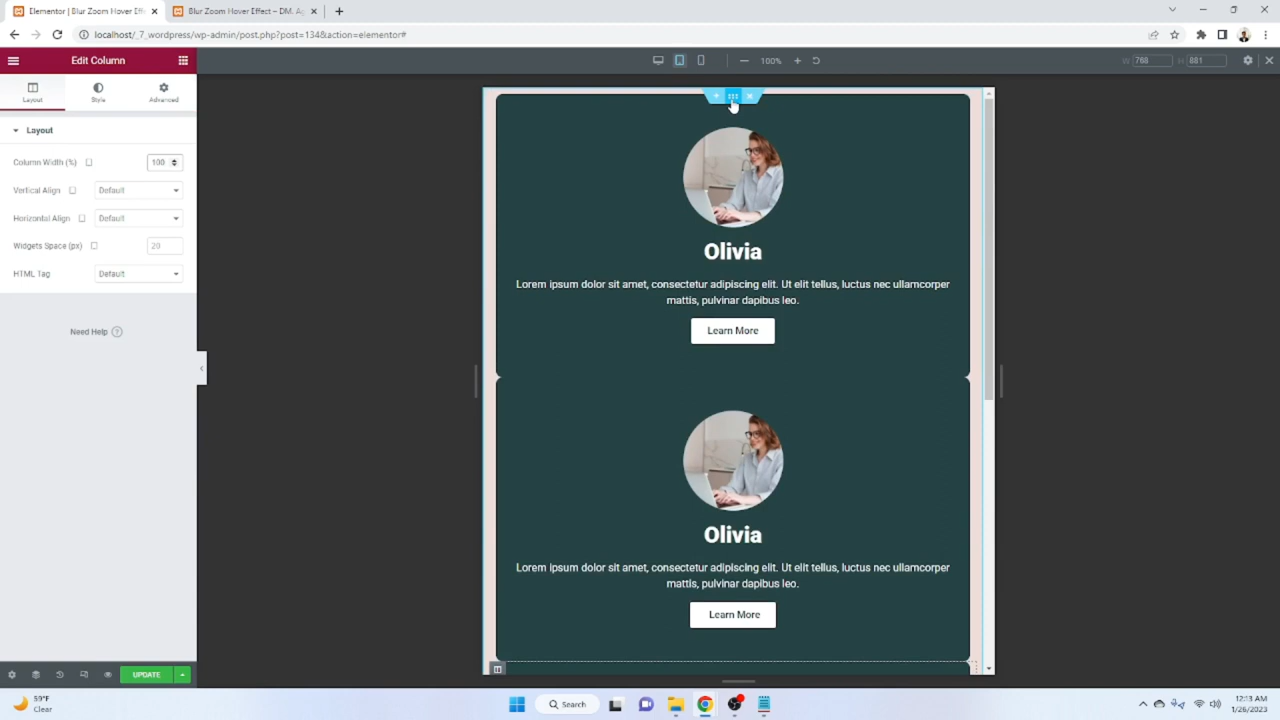 Elementor | Blur Zoom Hover Eff
Blur Zoom Hover Effect – DM. Ag
localhost/_7_wordpress/wp-admin/post.php?post=134&action=elementor#
Edit Column
100%
W 768
H 881
Layout
Style
Advanced
Layout
Column Width (%)
100
Vertical Align
Default
Horizontal Align
Default
Widgets Space (px)
20
HTML Tag
Default
Need Help ?
Olivia
Lorem ipsum dolor sit amet, consectetur adipiscing elit. Ut elit tellus, luctus nec ullamcorper
mattis, pulvinar dapibus leo.
Learn More
Olivia
Lorem ipsum dolor sit amet, consectetur adipiscing elit. Ut elit tellus, luctus nec ullamcorper
mattis, pulvinar dapibus leo.
Learn More
UPDATE
59°F
Clear
Search
12:13 AM
1/26/2023